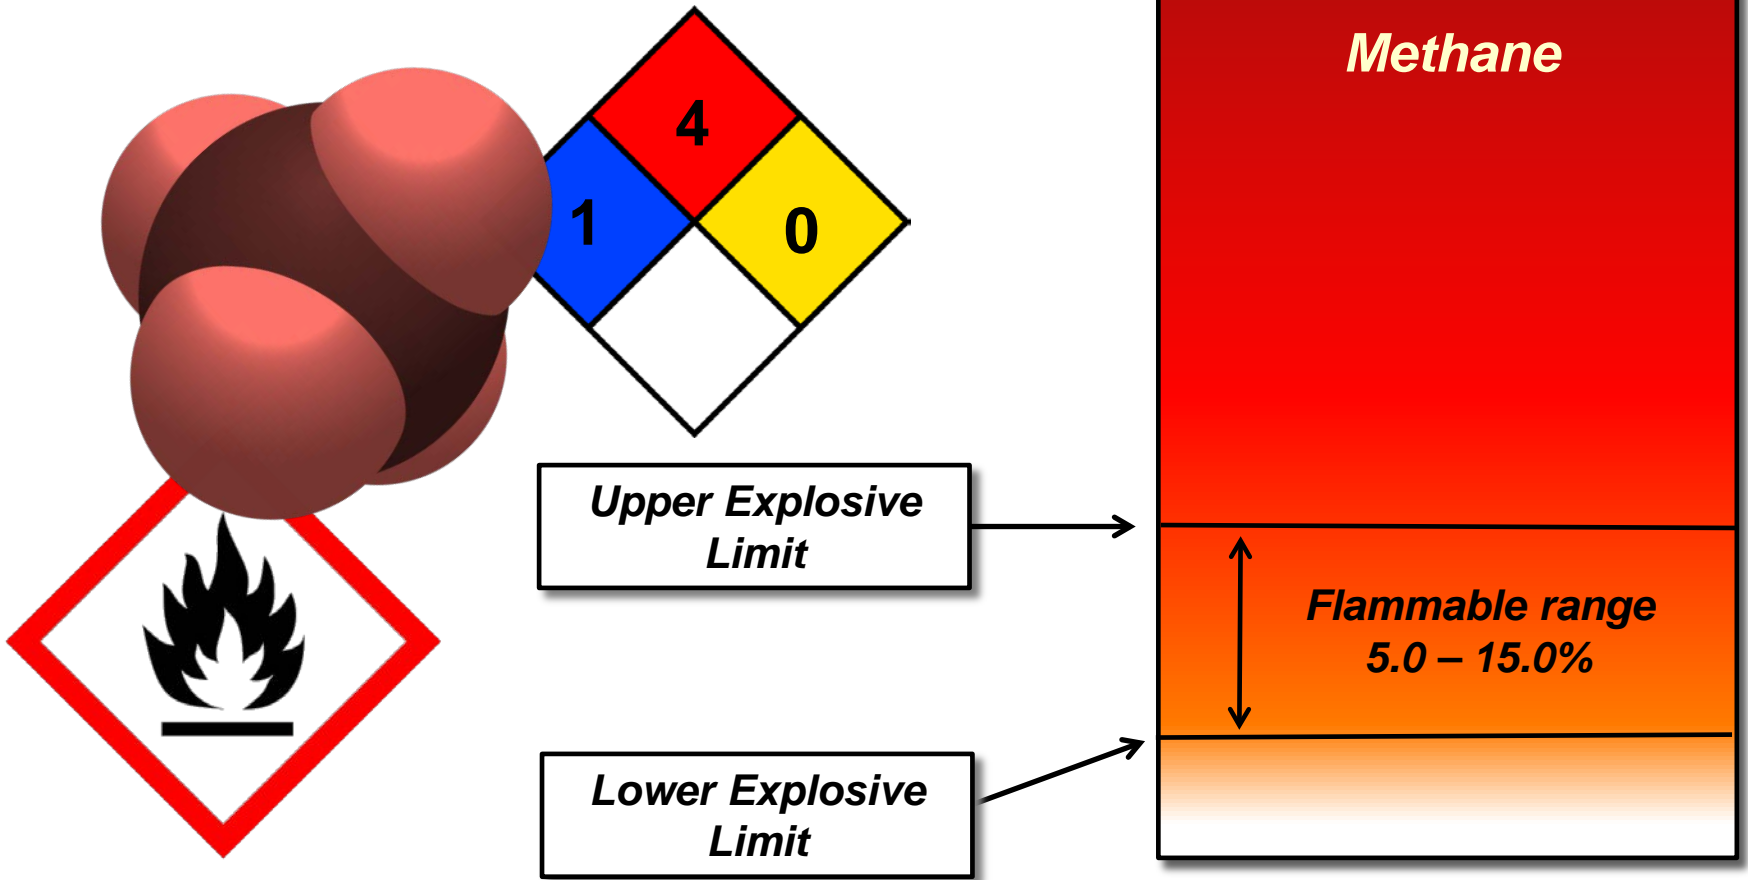 Methane
4
1
0
Upper Explosive
Limit
Flammable range
5.0 – 15.0%
Lower Explosive
Limit